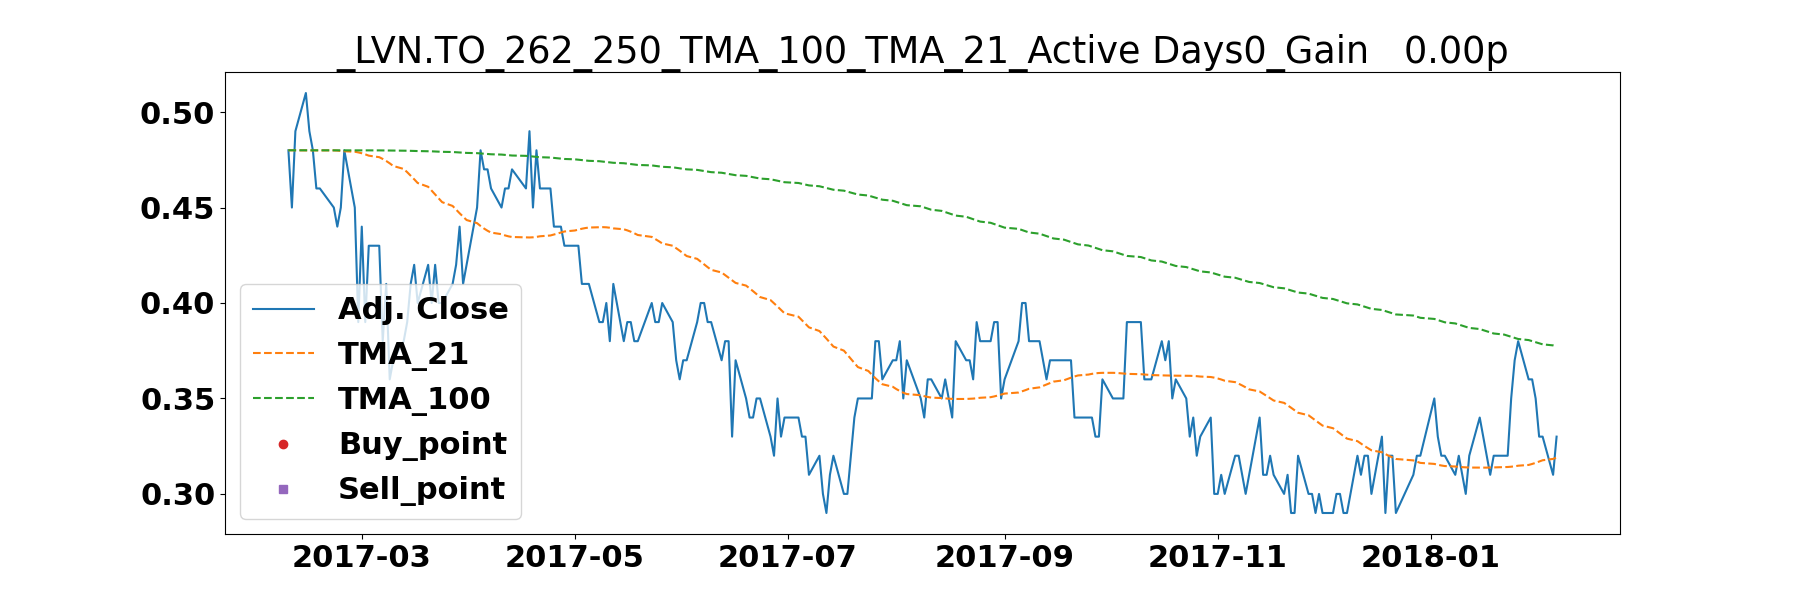 _LVN.TO_262_250_TMA_100_TMA_21_Active Days0_Gain   0.00p
0.50
0.45
0.40
0.35
0.30
Adj. Close
TMA_21
TMA_100
Buy_point
Sell_point
2017-03 2017-05 2017-07 2017-09 2017-11 2018-01